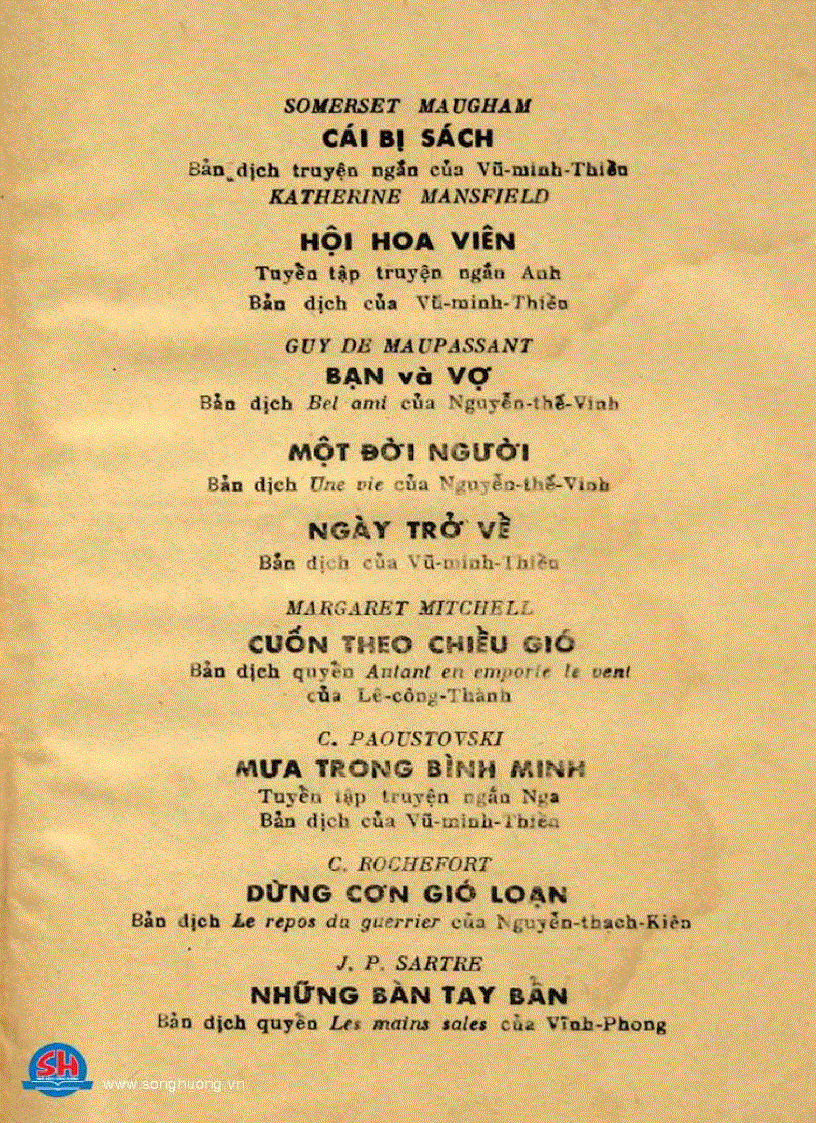 SOMERSET MAUGHAM
CÁI BỊ SÁCH
Bản dịch truyện ngắn của Vũ-minh-Thiều
KATHERINE MANSFIELD
HỘI HOA VIÊN
Tuyền tập truyện ngắn Anh
Bản dịch của Vũ-minh-Thiều
GUY DE MAUPASSANT
BẠN và VỢ
Bản dịch Bel ami của Nguyễn-thế-Vinh
MỘT ĐỜI NGƯỜI
Bản dịch Une vie của Nguyễn-thế-Vinh
NGÀY TRỞ VỀ
Bản dịch của Vũ-minh-Thiều
MARGARET MITCHELL
CUỐN THEO CHIỀU GIÓ
Bản dịch quyền Autant en emporte le vent
của Lê-công-Thành
C. PAOUSTOVSKI
MƯA TRONG BÌNH MINH
Tuyền tập truyện ngắn Nga
Bản dịch của Vũ-minh-Thiều
C. ROCHEFORT
DỪNG CƠN GIÓ LOẠN
Bản dịch Le repos du guerrier của Nguyễn-thạch-Kiên
J. P. SARTRE
NHỮNG BÀN TAY BẨN
Bản dịch quyền Les mains sales của Vĩnh-Phong
SH
www.songhuong.vn